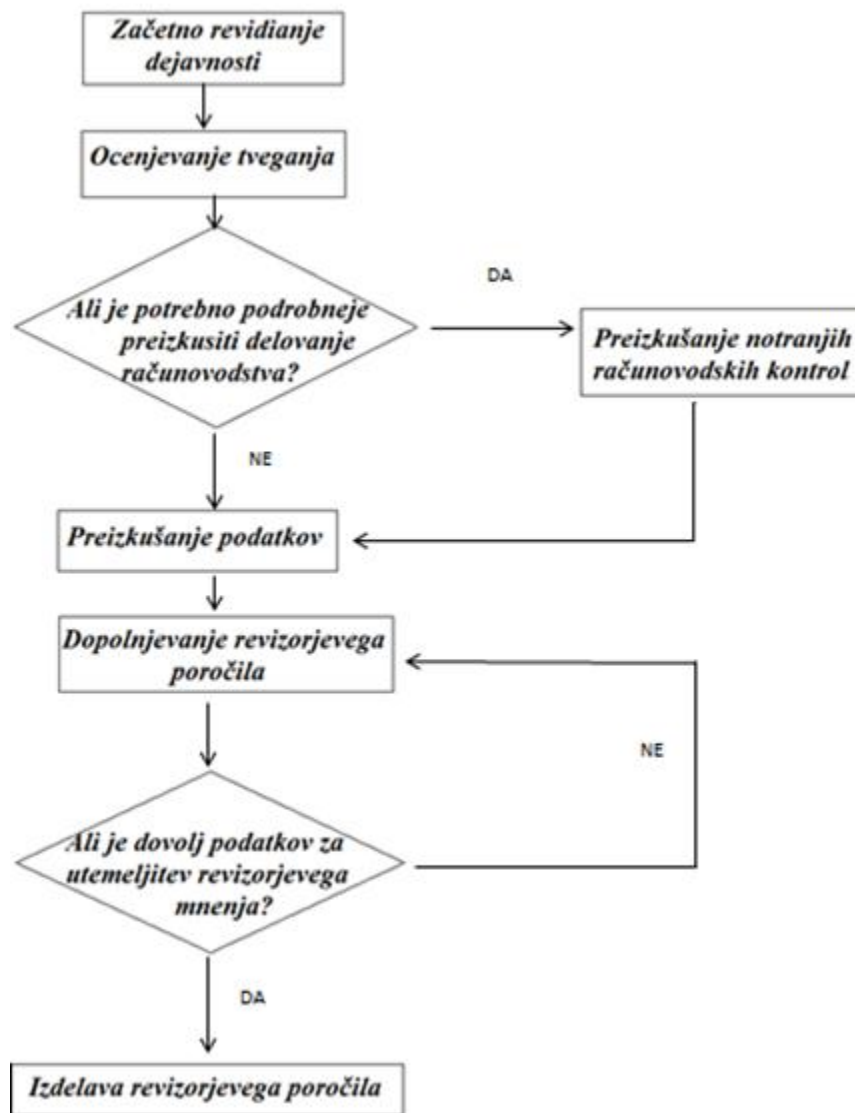 Začetno revidianje
dejavnosti
Ocenjevanje tveganja
Ali je potrebno podrobneje
preizkusiti delovanje
računovodstva?
DA
Preizkušanje notranjih
računovodskih kontrol
NE
Preizkušanje podatkov
Dopolnjevanje revizorjevega
poročila
NE
Ali je dovolj podatkov za
utemeljitev revizorjevega
mnenja?
DA
Izdelava revizorjevega poročila